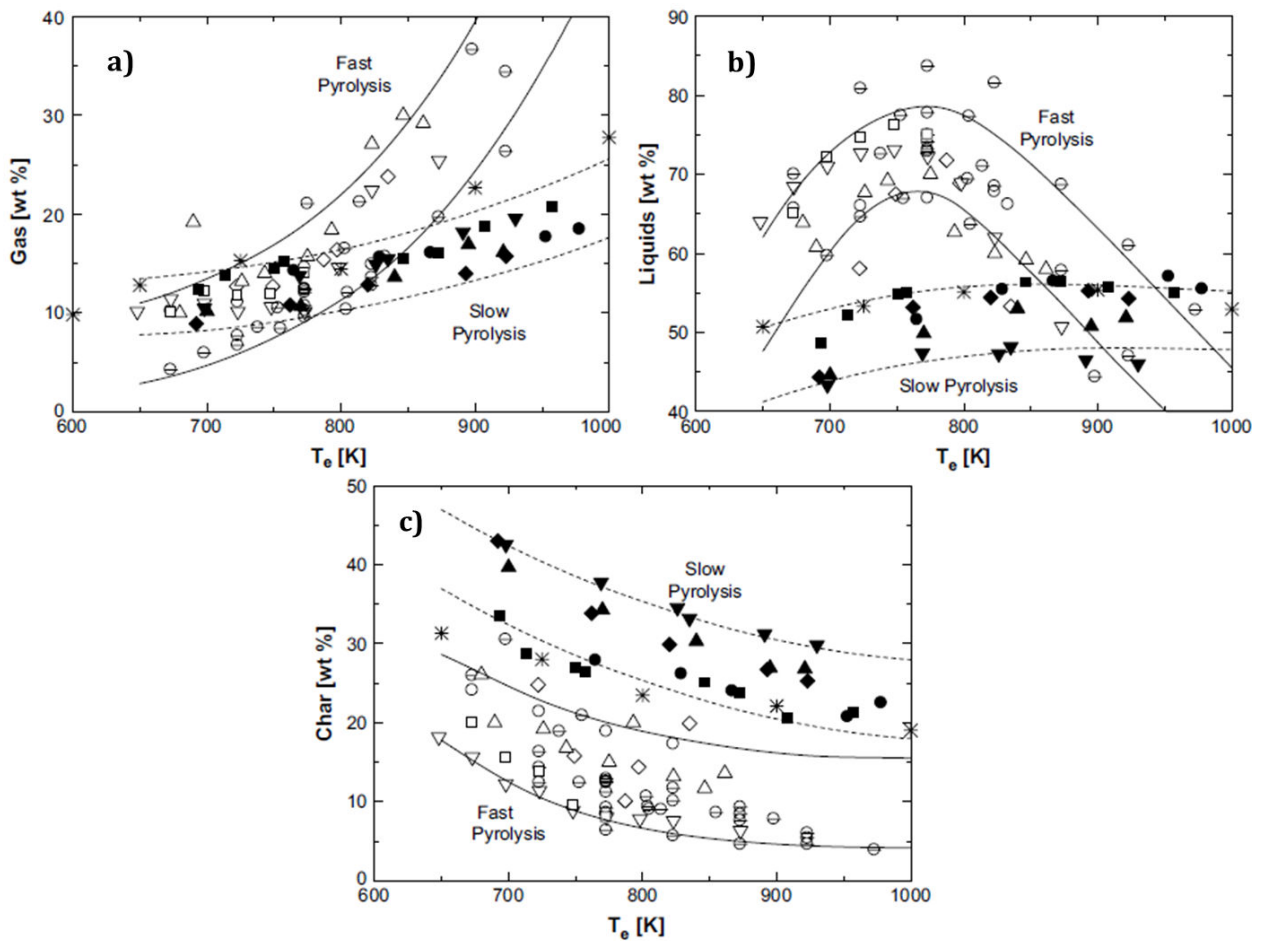 a)
Fast
Pyrolysis
Slow
Pyrolysis
Gas [wt %]
40
30
20
10
0
600
700
800
900
1000
Te [K]
b)
Fast
Pyrolysis
Slow Pyrolysis
Liquids [wt %]
90
80
70
60
50
40
600
700
800
900
1000
Te [K]
c)
Slow
Pyrolysis
Fast
Pyrolysis
Char [wt %]
50
40
30
20
10
0
600
700
800
900
1000
Te [K]